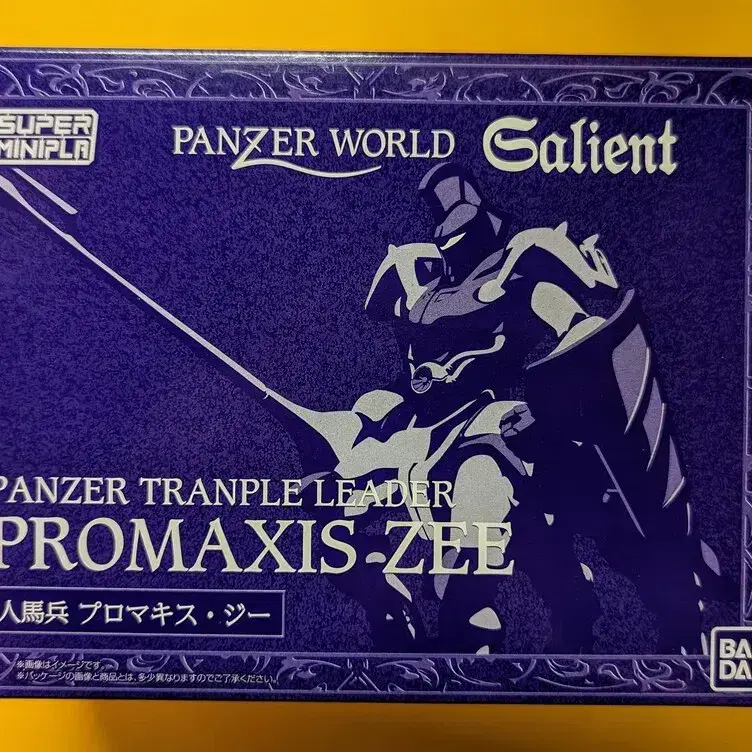 SUPER
MINIPLA
PANZER WORLD Galient
PANZER TRANPLE LEADER
PROMAXIS-ZEE
人馬兵 プロマキス・ジー
※画像はイメージです。
※パッケージの画像と商品とは、多少異なりますのでご了承ください。
BA
DA